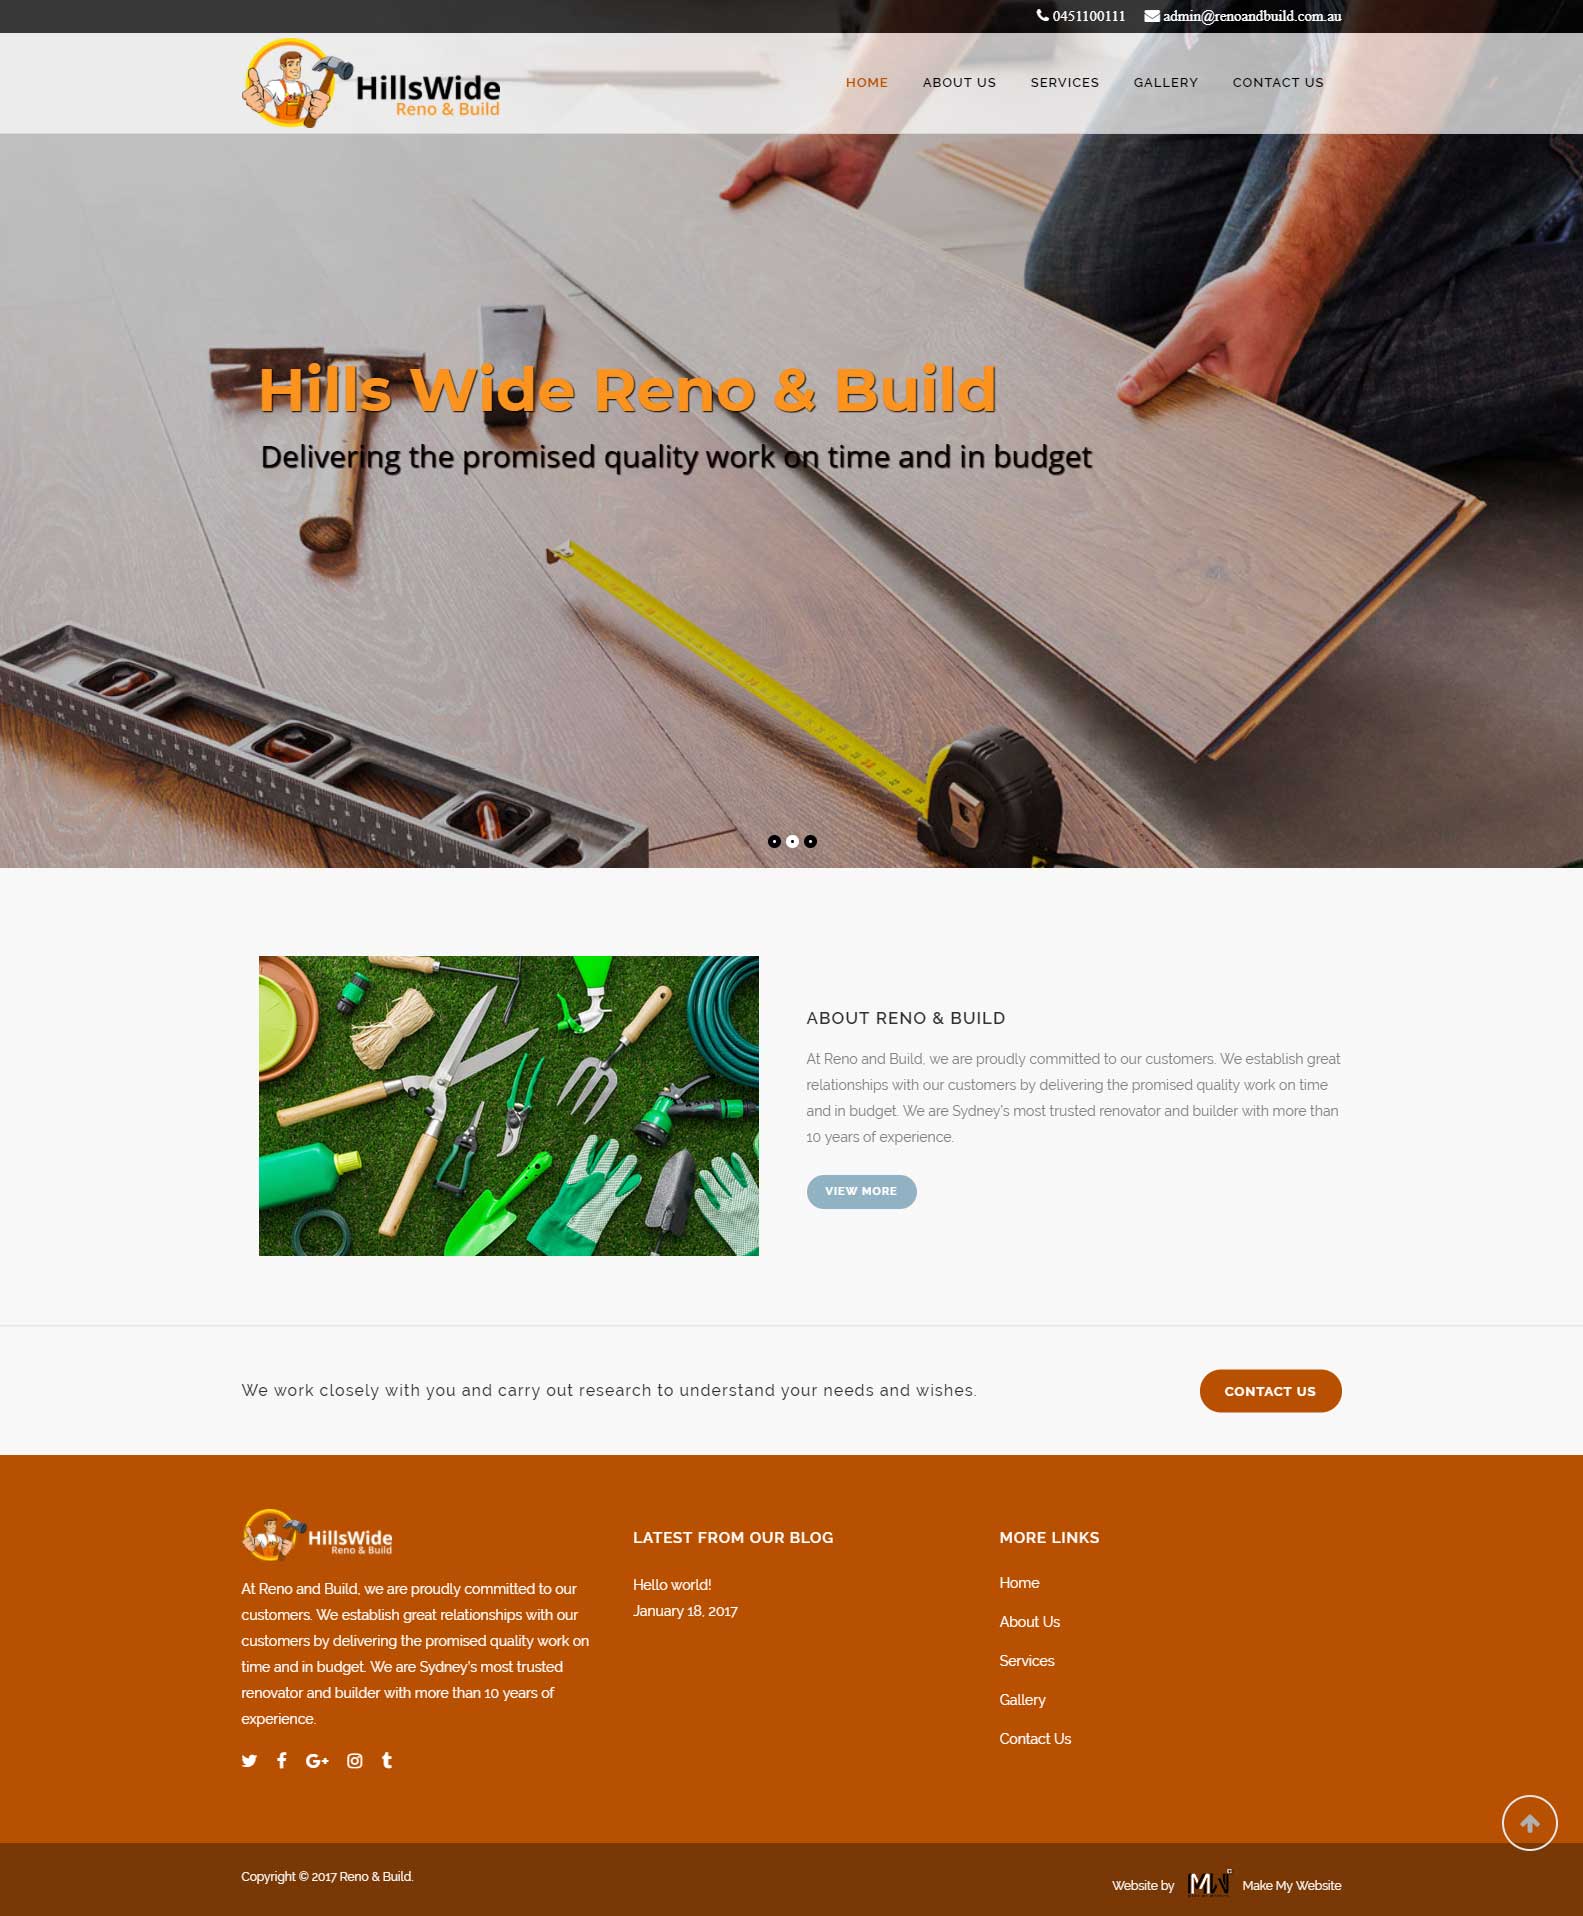 0451100111 admin@renoandbuild.com.au
HillsWide
Reno & Build
HOME ABOUT US SERVICES GALLERY CONTACT US
Hills Wide Reno & Build
Delivering the promised quality work on time and in budget
ABOUT RENO & BUILD
At Reno and Build, we are proudly committed to our customers. We establish great
relationships with our customers by delivering the promised quality work on time
and in budget. We are Sydney's most trusted renovator and builder with more than
10 years of experience.
VIEW MORE
We work closely with you and carry out research to understand your needs and wishes.
CONTACT US
HillsWide
Reno & Build
At Reno and Build, we are proudly committed to our
customers. We establish great relationships with our
customers by delivering the promised quality work on
time and in budget. We are Sydney's most trusted
renovator and builder with more than 10 years of
experience.
LATEST FROM OUR BLOG
Hello world!
January 18, 2017
MORE LINKS
Home
About Us
Services
Gallery
Contact Us
Copyright © 2017 Reno & Build.
Website by MW Make My Website